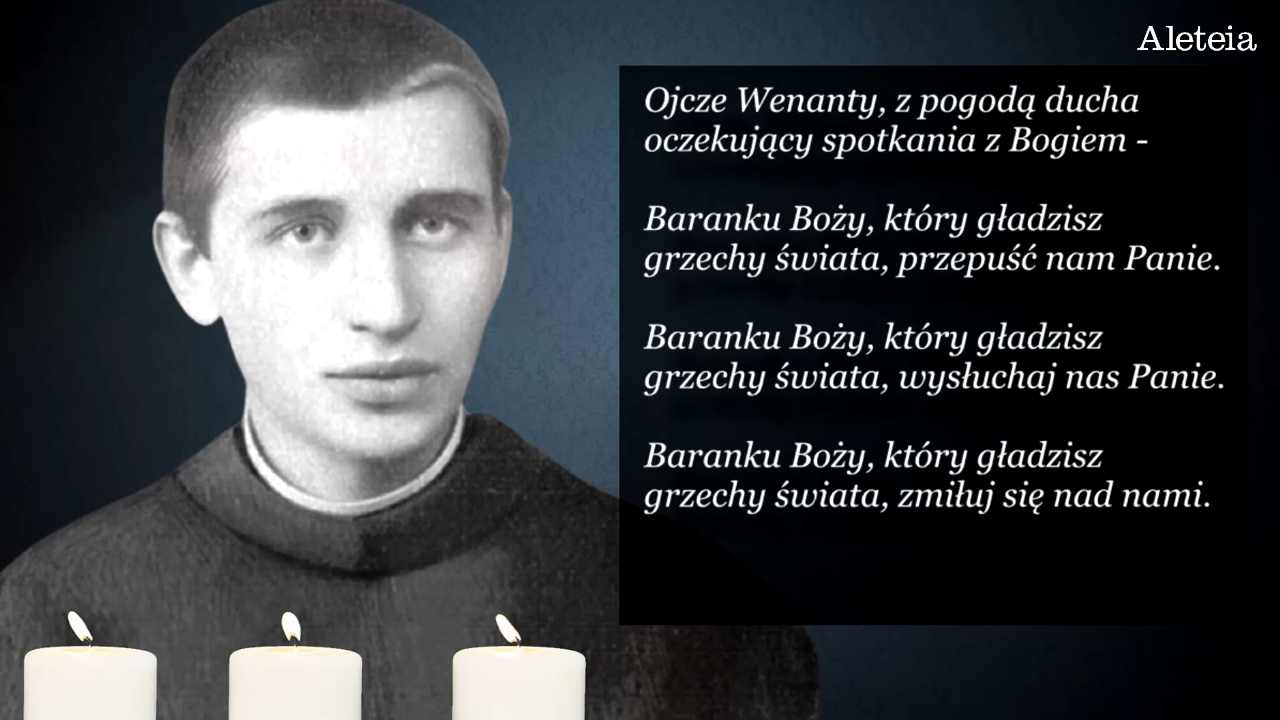 Aleteia
Ojcze Wenanty, z pogodą ducha
oczekujący spotkania z Bogiem -
Baranku Boży, który gładzisz
grzechy świata, przepuść nam Panie.
Baranku Boży, który gładzisz
grzechy świata, wysłuchaj nas Panie.
Baranku Boży, który gładzisz
grzechy świata, zmiłuj się nad nami.